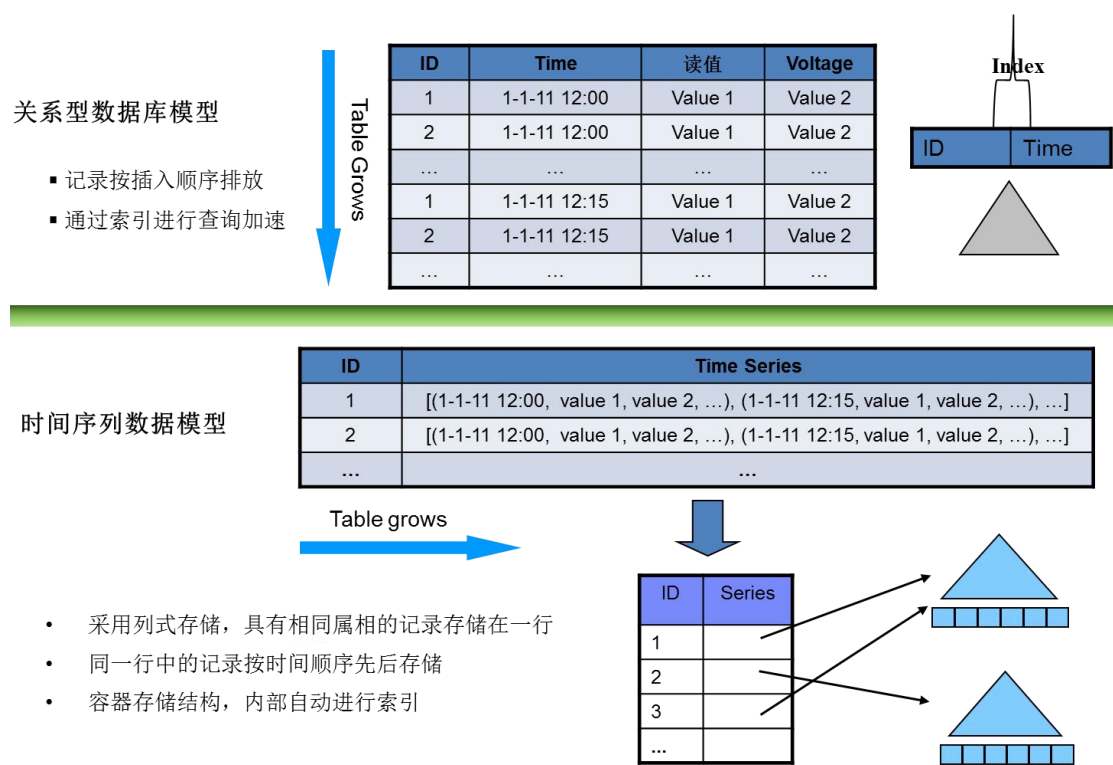 关系型数据库模型
▪ 记录按插入顺序排放
▪ 通过索引进行查询加速
Table Grows
ID Time 读值 Voltage
1 1-1-11 12:00 Value 1 Value 2
2 1-1-11 12:00 Value 1 Value 2
… … … …
1 1-1-11 12:15 Value 1 Value 2
2 1-1-11 12:15 Value 1 Value 2
… … … …
Index
ID Time
时间序列数据模型
ID Time Series
1 [(1-1-11 12:00, value 1, value 2, …), (1-1-11 12:15, value 1, value 2, …), …]
2 [(1-1-11 12:00, value 1, value 2, …), (1-1-11 12:15, value 1, value 2, …), …]
… …
Table grows
• 采用列式存储，具有相同属相的记录存储在一行
• 同一行中的记录按时间顺序先后存储
• 容器存储结构，内部自动进行索引
ID Series
1
2
3
...